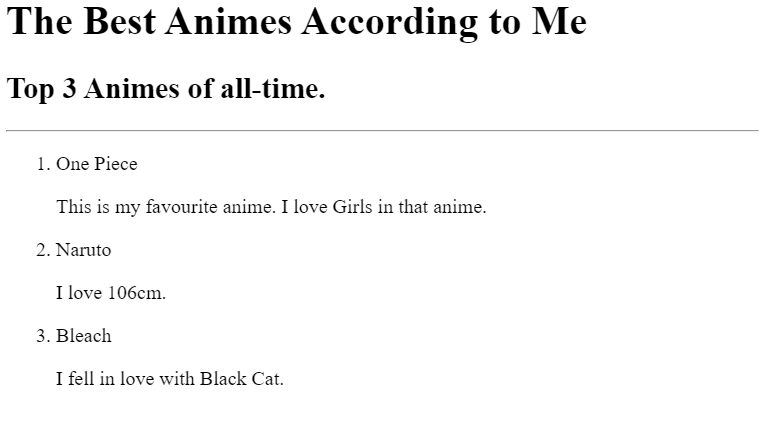 The Best Animes According to Me
Top 3 Animes of all-time.
1. One Piece
This is my favourite anime. I love Girls in that anime.
2. Naruto
I love 106cm.
3. Bleach
I fell in love with Black Cat.